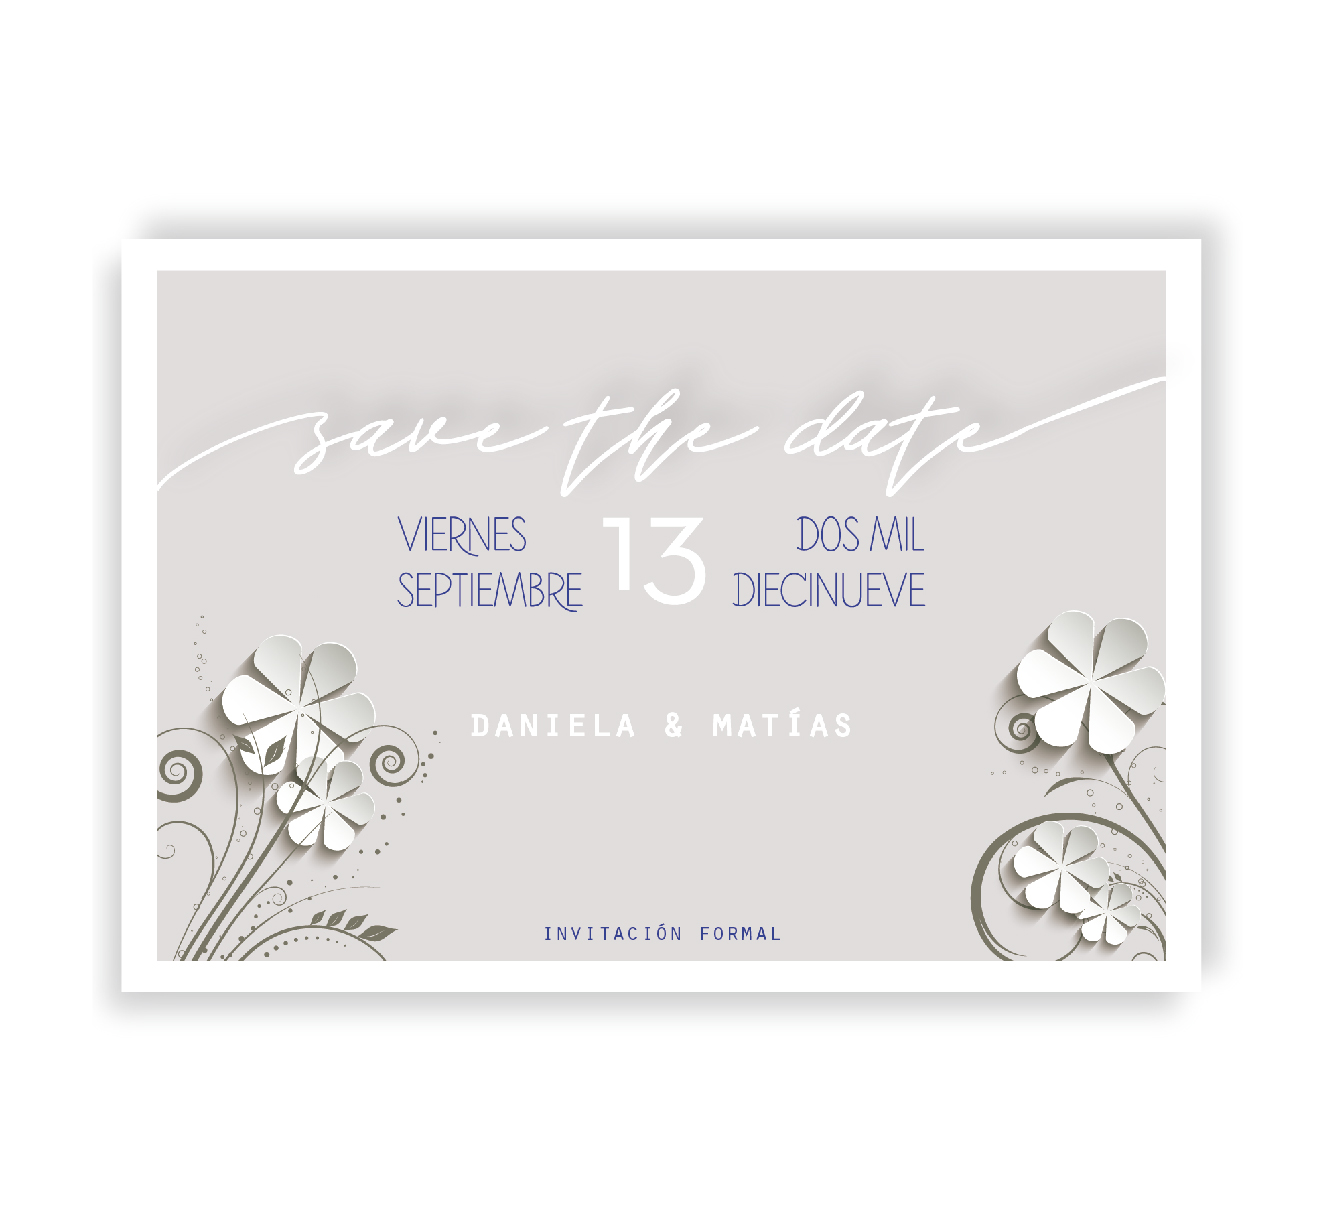 save the date
VIERNES 13 DOS MIL
SEPTIEMBRE DIECINUEVE
DANIELA & MATÍAS
INVITACIÓN FORMAL